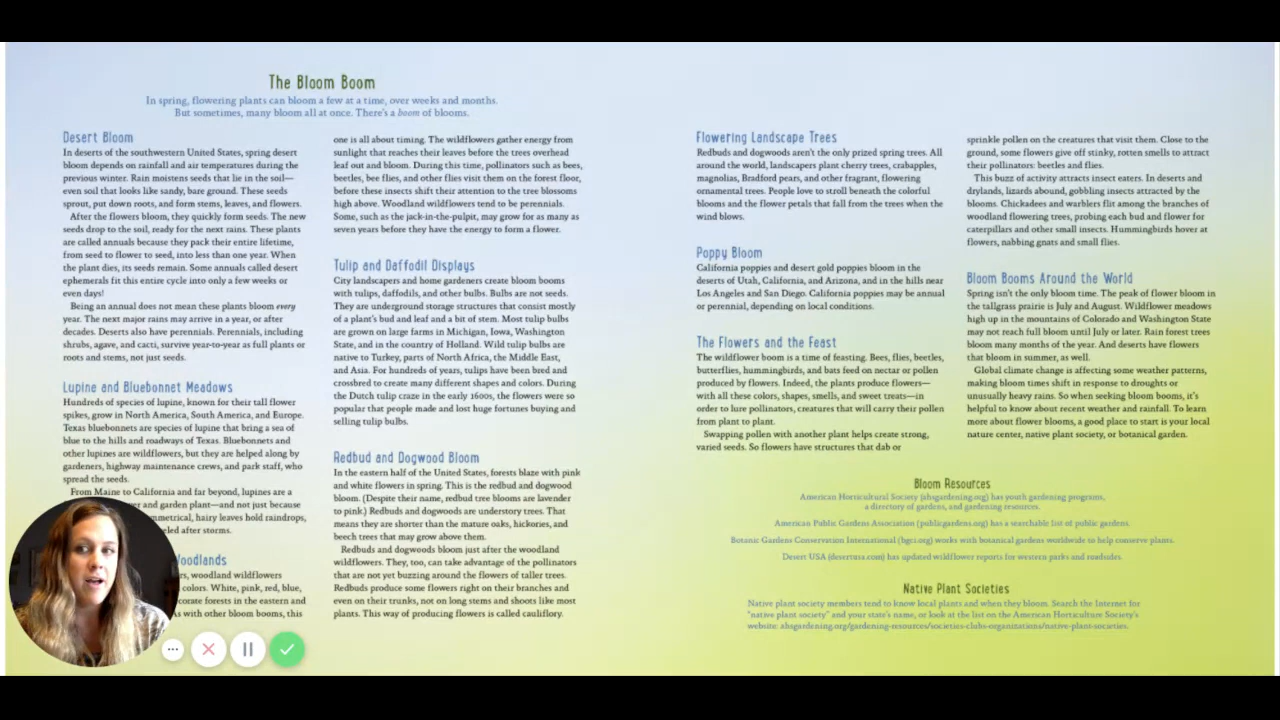 The Bloom Boom
In spring, flowering plants can bloom a few at a time, over weeks and months.
But sometimes, many bloom all at once. There's a boom of blooms.
Desert Bloom
In deserts of the southwestern United States, spring desert
bloom depends on rainfall and air temperatures during the
previous winter. Rain moistens seeds that lie in the soil—
even soil that looks like sandy, bare ground. These seeds
sprout, put down roots, and form stems, leaves, and flowers.
After the flowers bloom, they quickly form seeds. The new
seeds drop to the soil, ready for the next rains. These plants
are called annuals because they pack their entire lifetime,
from seed to flower to seed, into less than one year. When
the plant dies, its seeds remain. Some annuals called desert
ephemerals fit this entire cycle into only a few weeks or
even days!
Being an annual does not mean these plants bloom every
year. The next major rains may arrive in a year, or after
decades. Deserts also have perennials. Perennials, including
shrubs, agave, and cacti, survive year-to-year as full plants or
roots and stems, not just seeds.
Lupine and Bluebonnet Meadows
Hundreds of species of lupine, known for their tall flower
spikes, grow in North America, South America, and Europe.
Texas bluebonnets are species of lupine that bring a sea of
blue to the hills and roadways of Texas. Bluebonnets and
other lupines are wildflowers, but they are helped along by
gardeners, highway maintenance crews, and park staff, who
spread the seeds.
From Maine to California and far beyond, lupines are a
er and garden plant—and not just because
mmetrical, hairy leaves hold raindrops,
eled after storms.
Woodlands
rs, woodland wildflowers
colors. White, pink, red, blue,
corate forests in the eastern and
As with other bloom booms, this
one is all about timing. The wildflowers gather energy from
sunlight that reaches their leaves before the trees overhead
leaf out and bloom. During this time, pollinators such as bees,
beetles, bee flies, and other flies visit them on the forest floor,
before these insects shift their attention to the tree blossoms
high above. Woodland wildflowers tend to be perennials.
Some, such as the jack-in-the-pulpit, may grow for as many as
seven years before they have the energy to form a flower.
Tulip and Daffodil Displays
City landscapes and home gardeners create bloom booms
with tulips, daffodils, and other bulbs. Bulbs are not seeds.
They are underground storage structures that consist mostly
of a plant's bud and leaf and a bit of stem. Most tulip bulbs
are grown on large farms in Michigan, Iowa, Washington
State, and in the country of Holland. Wild tulip bulbs are
native to Turkey, parts of North Africa, the Middle East,
and Asia. For hundreds of years, tulips have been bred and
crossbred to create many different shapes and colors. During
the Dutch tulip craze in the early 1600s, the flowers were so
popular that people made and lost huge fortunes buying and
selling tulip bulbs.
Redbud and Dogwood Bloom
In the eastern half of the United States, forests blaze with pink
and white flowers in spring. This is the redbud and dogwood
bloom. (Despite their name, redbud tree blooms are lavender
to pink.) Redbuds and dogwoods are understory trees. That
means they are shorter than the mature oaks, hickories, and
beech trees that may grow above them.
Redbuds and dogwoods bloom just after the woodland
wildflowers. They, too, can take advantage of the pollinators
that are not yet buzzing around the flowers of taller trees.
Redbuds produce some flowers right on their branches and
even on their trunks, not on long stems and shoots like most
plants. This way of producing flowers is called cauliflory.
Flowering Landscape Trees
Redbuds and dogwoods aren't the only prized spring trees. All
around the world, landscapers plant cherry trees, crabapples,
magnolias, Bradford pears, and other fragrant, flowering
ornamental trees. People love to stroll beneath the colorful
blooms and the flower petals that fall from the trees when the
wind blows.
Poppy Bloom
California poppies and desert gold poppies bloom in the
deserts of Utah, California, and Arizona, and in the hills near
Los Angeles and San Diego. California poppies may be annual
or perennial, depending on local conditions.
The Flowers and the Feast
The wildflower boom is a time of feasting. Bees, flies, beetles,
butterflies, hummingbirds, and bats feed on nectar or pollen
produced by flowers. Indeed, the plants produce flowers—
with all these colors, shapes, smells, and sweet treats—in
order to lure pollinators, creatures that will carry their pollen
from plant to plant.
Swapping pollen with another plant helps create strong,
varied seeds. So flowers have structures that dab or
sprinkle pollen on the creatures that visit them. Close to the
ground, some flowers give off stinky, rotten smells to attract
their pollinators: beetles and flies.
This buzz of activity attracts insect eaters. In deserts and
drylands, lizards abound, gobbling insects attracted by the
blooms. Chickadees and warblers flit among the branches of
woodland flowering trees, probing each bud and flower for
caterpillars and other small insects. Hummingbirds hover at
flowers, nabbing gnats and small flies.
Bloom Booms Around the World
Spring isn't the only bloom time. The peak of flower bloom in
the tallgrass prairie is July and August. Wildflower meadows
high up in the mountains of Colorado and Washington State
may not reach full bloom until July or later. Rain forest trees
bloom many months of the year. And deserts have flowers
that bloom in summer, as well.
Global climate change is affecting some weather patterns,
making bloom times shift in response to droughts or
unusually heavy rains. So when seeking bloom booms, it's
helpful to know about recent weather and rainfall. To learn
more about flower blooms, a good place to start is your local
nature center, native plant society, or botanical garden.
Bloom Resources
American Horticultural Society (ahsgardening.org) has youth gardening programs,
a directory of gardens, and gardening resources.
American Public Gardens Association (publicgardens.org) has a searchable list of public gardens.
Botanic Gardens Conservation International (bgci.org) works with botanical gardens worldwide to help conserve plants.
Desert USA (desertusa.com) has updated wildflower reports for western parks and roadsides.
Native Plant Societies
Native plant society members tend to know local plants and when they bloom. Search the Internet for
"native plant society" and your state's name, or look at the list on the American Horticulture Society's
website: ahsgardening.org/gardening-resources/societies-clubs-organizations/native-plant-societies.